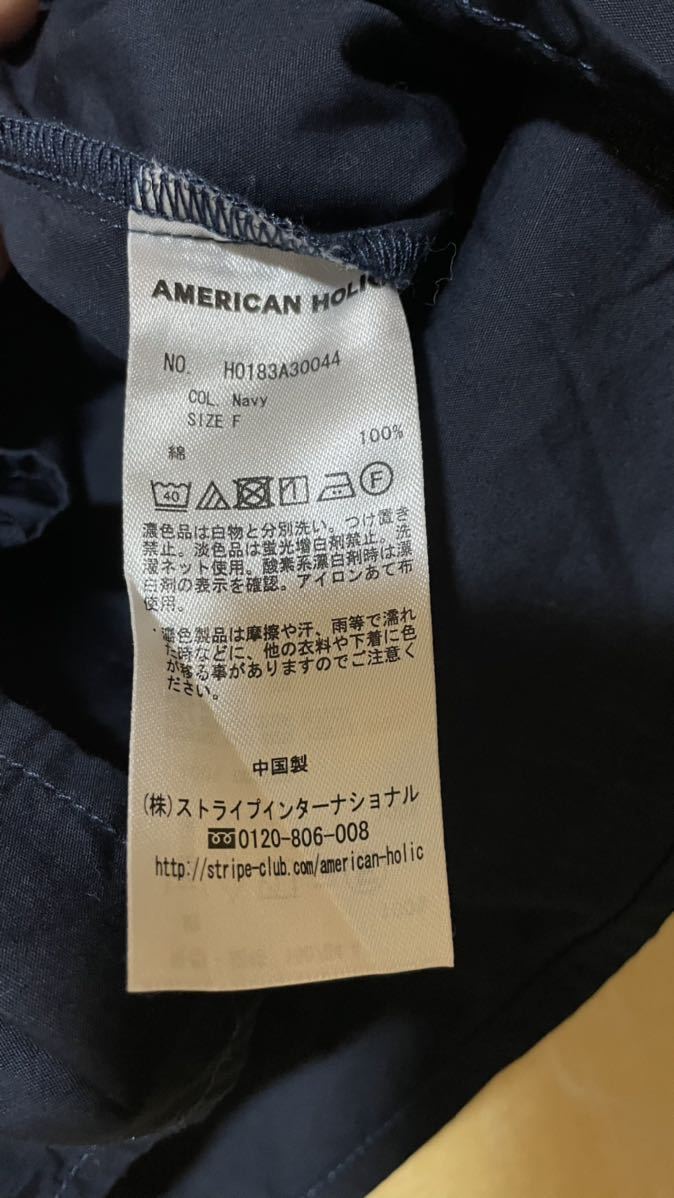 AMERICAN HOLIC
NO. H0183A30044
COL. Navy
SIZE F
綿 100%
40 F
濃色品は白物と分別洗い。つけ置き
禁止。淡色品は蛍光増白剤禁止。洗
濯ネット使用。酸素系漂白剤時は漂
白剤の表示を確認。アイロンあて布
使用。
・濃色製品は摩擦や汗、雨等で濡れ
た時などに、他の衣料や下着に色
が移る事がありますのでご注意く
ださい。
中国製
(株)ストライプインターナショナル
0120-806-008
http://stripe-club.com/american-holic